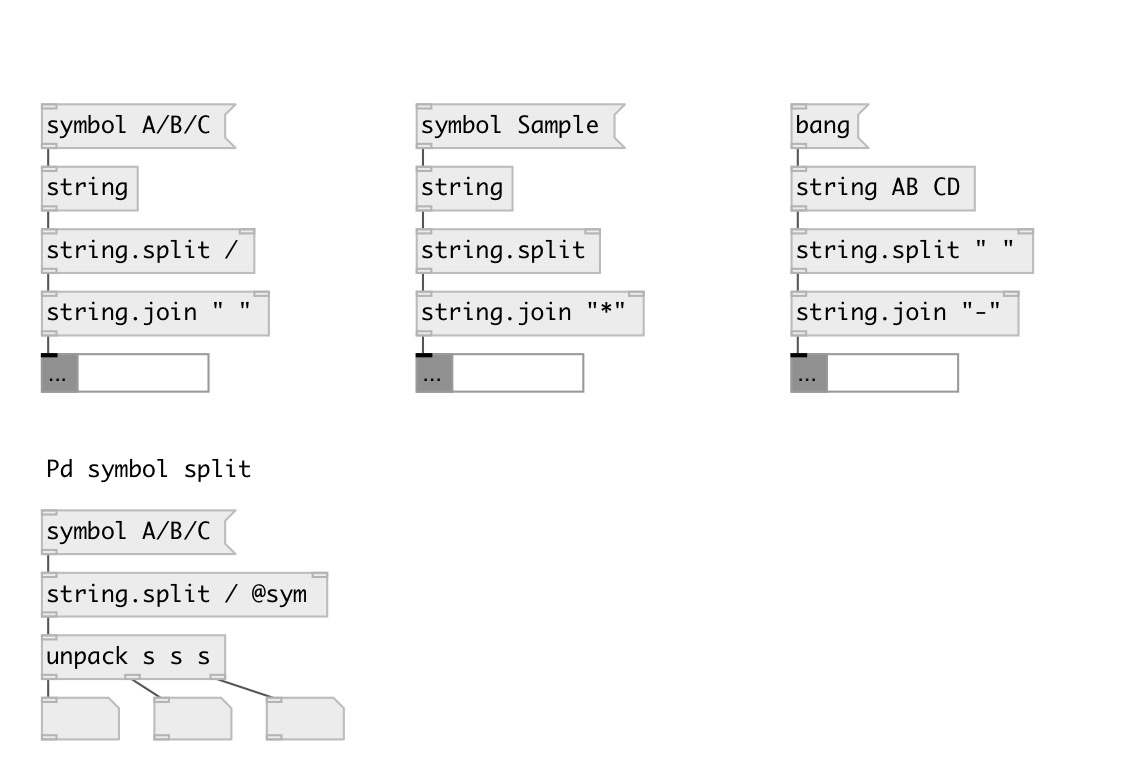 symbol A/B/C
string
string.split /
string.join " "
...
symbol Sample
string
string.split
string.join "*"
...
bang
string AB CD
string.split " "
string.join "-"
...
Pd symbol split
symbol A/B/C
string.split / @sym
unpack s s s